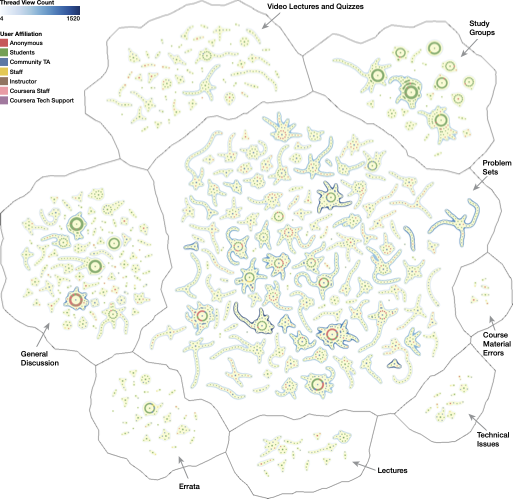 Thread View Count
4 1520
User Affiliation
Anonymous
Students
Community TA
Staff
Instructor
Coursera Staff
Coursera Tech Support
Video Lectures and Quizzes
Study
Groups
Problem
Sets
Course
Material
Errors
General
Discussion
Technical
Issues
Lectures
Errata